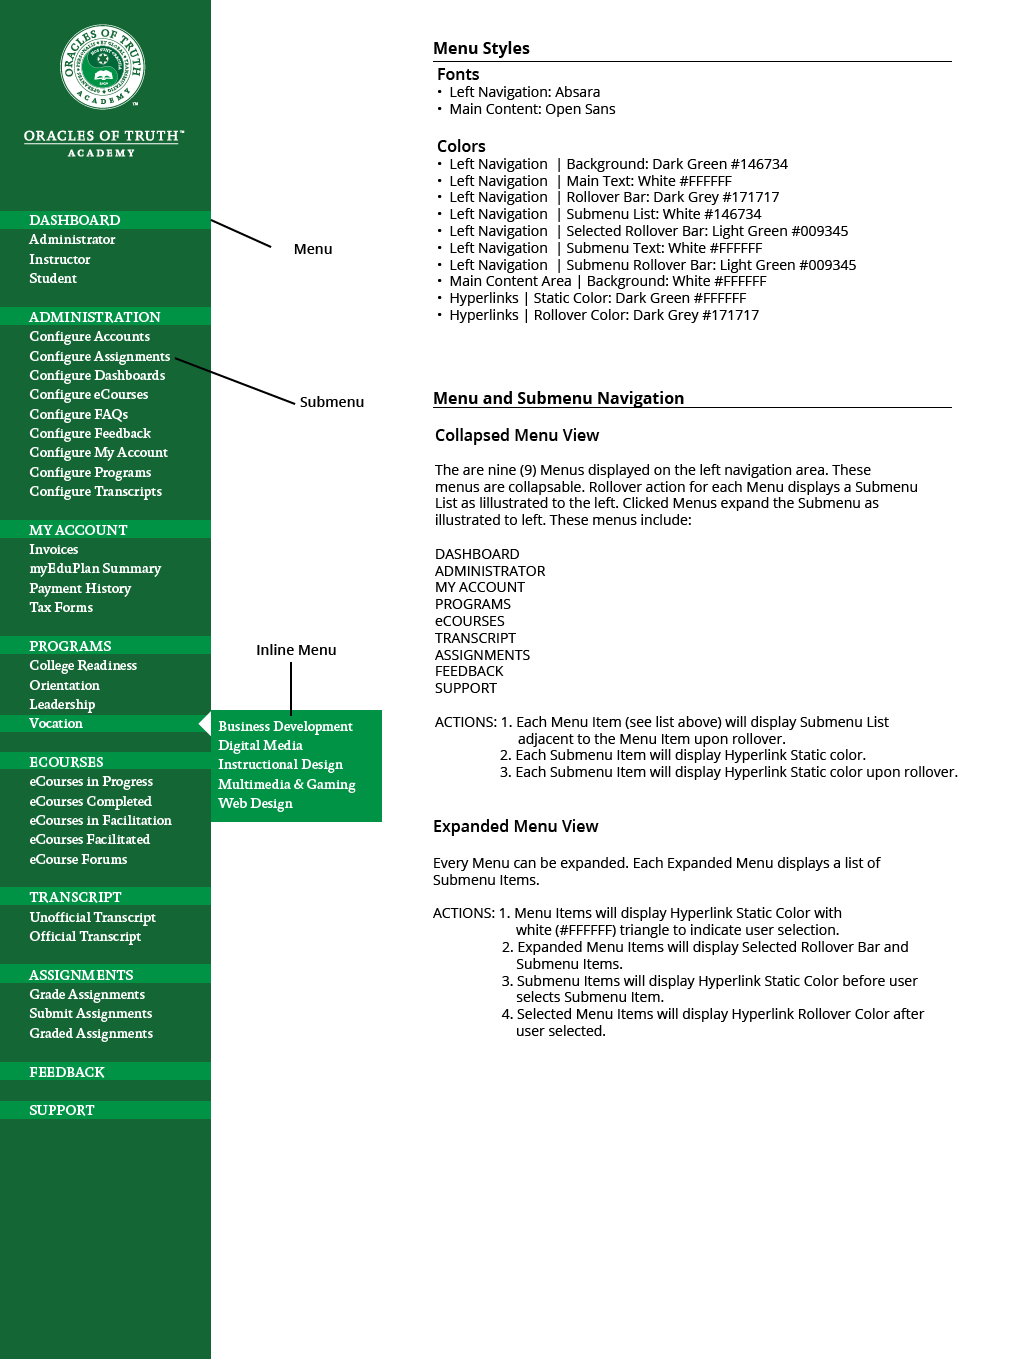 ORACLES OF TRUTH
ACADEMY
™
ORACLES OF TRUTH™
ACADEMY
DASHBOARD
Administrator
Instructor
Student
ADMINISTRATION
Configure Accounts
Configure Assignments
Configure Dashboards
Configure eCourses
Configure FAQs
Configure Feedback
Configure My Account
Configure Programs
Configure Transcripts
MY ACCOUNT
Invoices
myEduPlan Summary
Payment History
Tax Forms
PROGRAMS
College Readiness
Orientation
Leadership
Vocation
ECOURSES
eCourses in Progress
eCourses Completed
eCourses in Facilitation
eCourses Facilitated
eCourse Forums
TRANSCRIPT
Unofficial Transcript
Official Transcript
ASSIGNMENTS
Grade Assignments
Submit Assignments
Graded Assignments
FEEDBACK
SUPPORT
Menu
Submenu
Inline Menu
Business Development
Digital Media
Instructional Design
Multimedia & Gaming
Web Design
Menu Styles
Fonts
• Left Navigation: Absara
• Main Content: Open Sans
Colors
• Left Navigation | Background: Dark Green #146734
• Left Navigation | Main Text: White #FFFFFF
• Left Navigation | Rollover Bar: Dark Grey #171717
• Left Navigation | Submenu List: White #146734
• Left Navigation | Selected Rollover Bar: Light Green #009345
• Left Navigation | Submenu Text: White #FFFFFF
• Left Navigation | Submenu Rollover Bar: Light Green #009345
• Main Content Area | Background: White #FFFFFF
• Hyperlinks | Static Color: Dark Green #FFFFFF
• Hyperlinks | Rollover Color: Dark Grey #171717
Menu and Submenu Navigation
Collapsed Menu View
The are nine (9) Menus displayed on the left navigation area. These
menus are collapsable. Rollover action for each Menu displays a Submenu
List as lillustrated to the left. Clicked Menus expand the Submenu as
illustrated to left. These menus include:
DASHBOARD
ADMINISTRATOR
MY ACCOUNT
PROGRAMS
eCOURSES
TRANSCRIPT
ASSIGNMENTS
FEEDBACK
SUPPORT
ACTIONS: 1. Each Menu Item (see list above) will display Submenu List
adjacent to the Menu Item upon rollover.
2. Each Submenu Item will display Hyperlink Static color.
3. Each Submenu Item will display Hyperlink Static color upon rollover.
Expanded Menu View
Every Menu can be expanded. Each Expanded Menu displays a list of
Submenu Items.
ACTIONS: 1. Menu Items will display Hyperlink Static Color with
white (#FFFFFF) triangle to indicate user selection.
2. Expanded Menu Items will display Selected Rollover Bar and
Submenu Items.
3. Submenu Items will display Hyperlink Static Color before user
selects Submenu Item.
4. Selected Menu Items will display Hyperlink Rollover Color after
user selected.